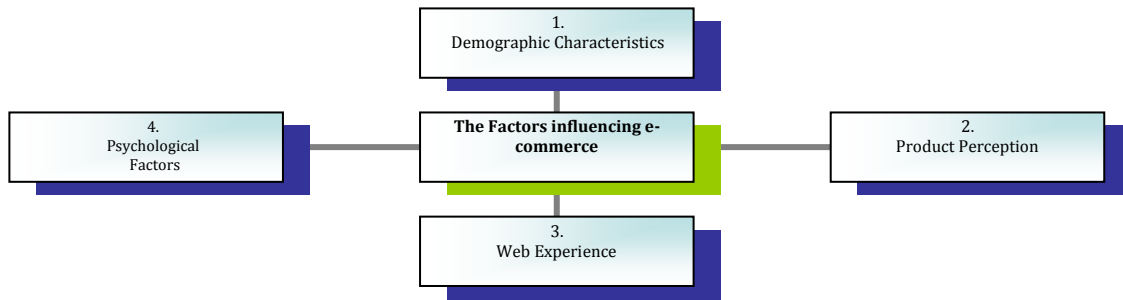 1.
Demographic Characteristics
4.
Psychological
Factors
The Factors influencing e-
commerce
2.
Product Perception
3.
Web Experience